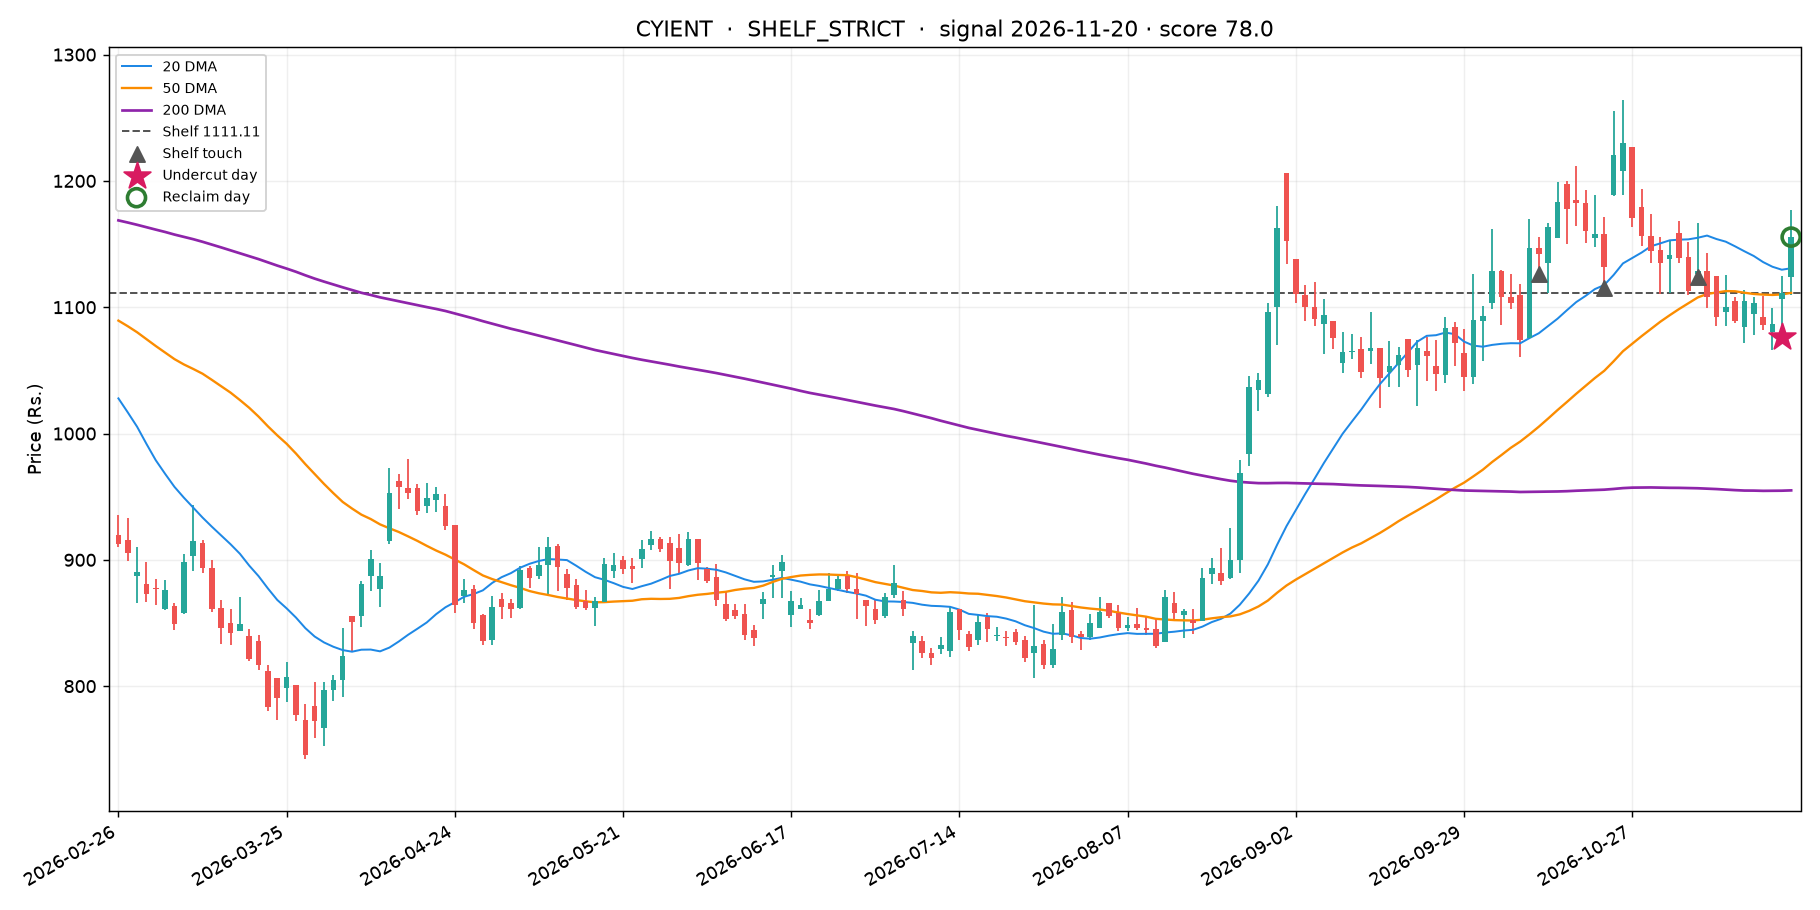 CYIENT · SHELF_STRICT · signal 2026-11-20 · score 78.0
20 DMA
50 DMA
200 DMA
Shelf 1111.11
Shelf touch
Undercut day
Reclaim day
Price (Rs.)
1300
1200
1100
1000
900
800
2026-02-26
2026-03-25
2026-04-24
2026-05-21
2026-06-17
2026-07-14
2026-08-07
2026-09-02
2026-09-29
2026-10-27